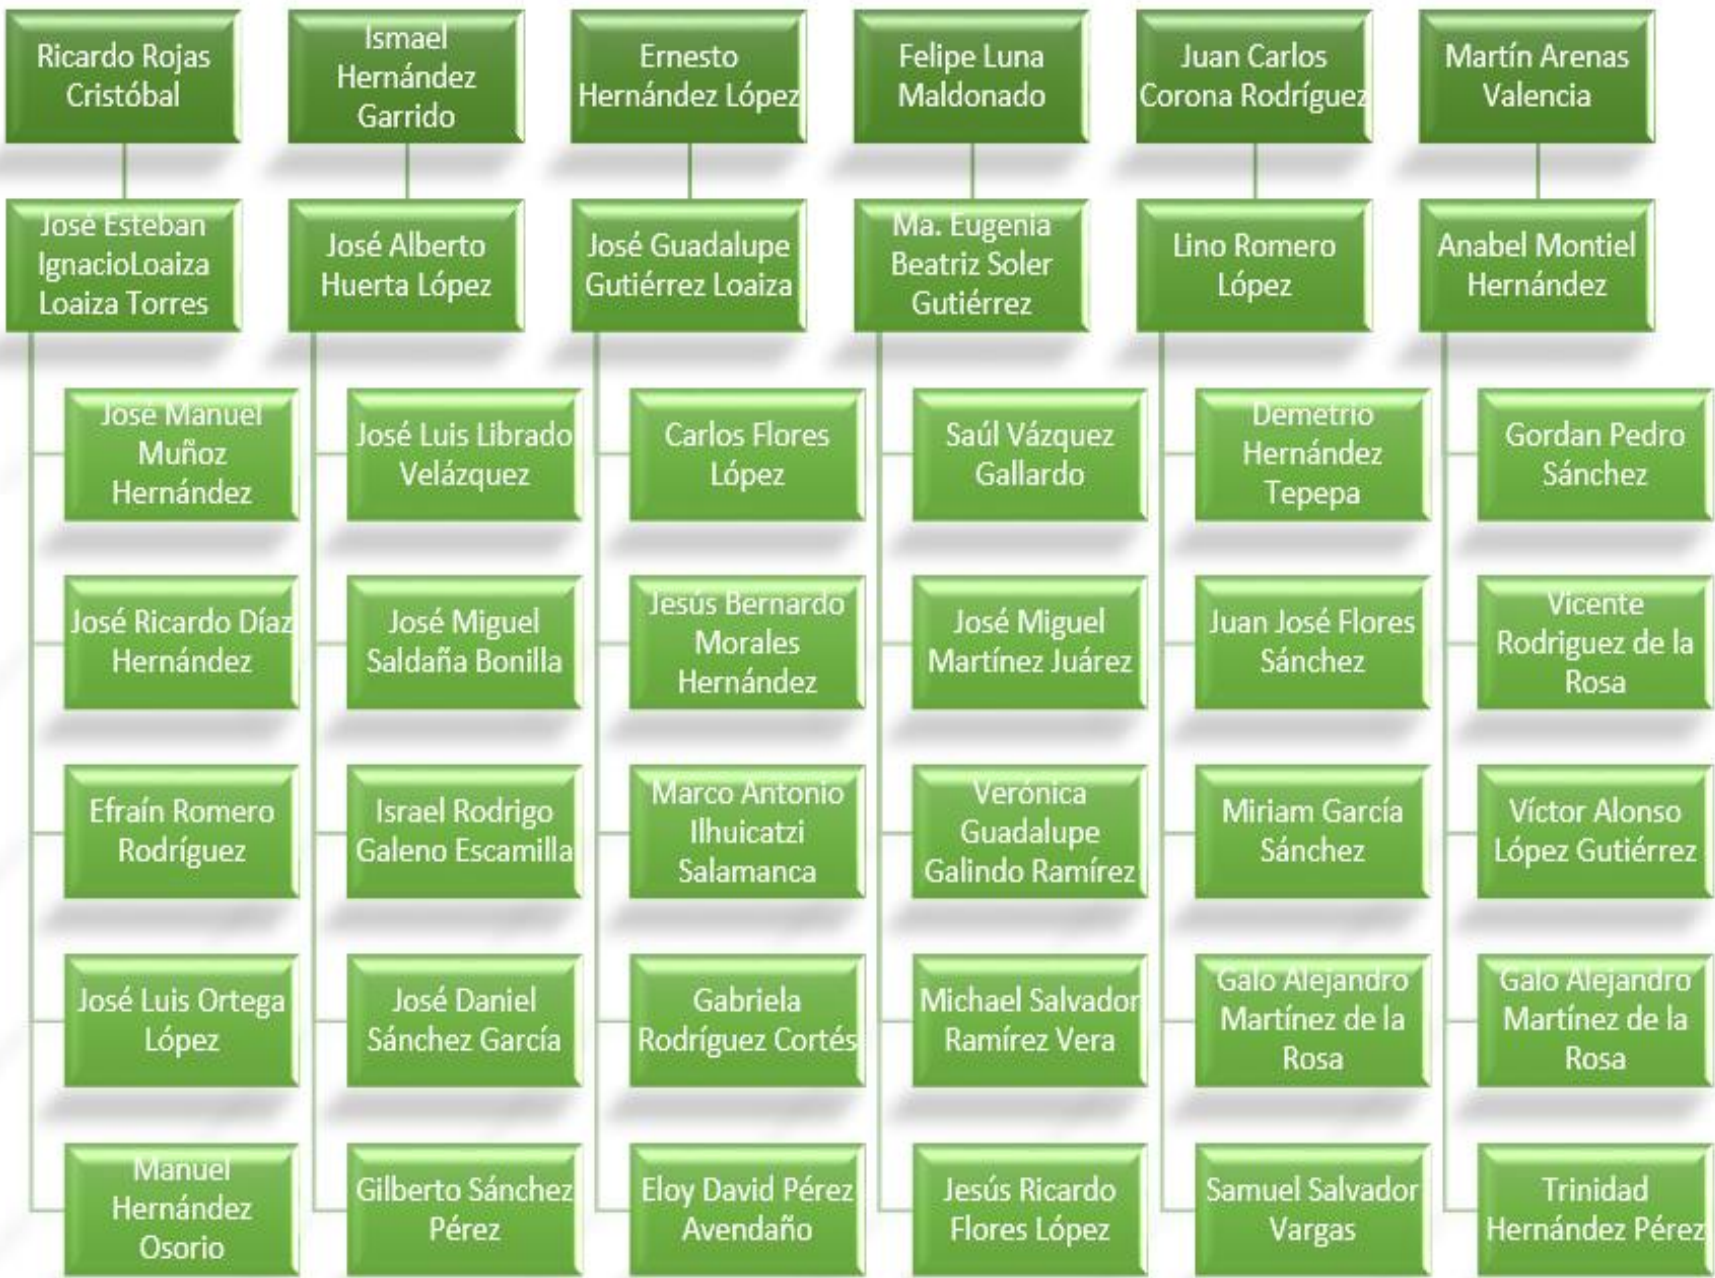 Ricardo Rojas
Cristóbal
Ismael
Hernández
Garrido
Ernesto
Hernández López
Felipe Luna
Maldonado
Juan Carlos
Corona Rodríguez
Martín Arenas
Valencia
José Esteban
IgnacioLoaiza
Loaiza Torres
José Alberto
Huerta López
José Guadalupe
Gutiérrez Loaiza
Ma. Eugenia
Beatriz Soler
Gutiérrez
Lino Romero
López
Anabel Montiel
Hernández
José Manuel
Muñoz
Hernández
José Luis Librado
Velázquez
Carlos Flores
López
Saúl Vázquez
Gallardo
Demetrio
Hernández
Tepepa
Gordan Pedro
Sánchez
José Ricardo Díaz
Hernández
José Miguel
Saldaña Bonilla
Jesús Bernardo
Morales
Hernández
José Miguel
Martínez Juárez
Juan José Flores
Sánchez
Vicente
Rodriguez de la
Rosa
Efraín Romero
Rodríguez
Israel Rodrigo
Galeno Escamilla
Marco Antonio
Ilhuicatzi
Salamanca
Verónica
Guadalupe
Galindo Ramírez
Miriam García
Sánchez
Víctor Alonso
López Gutiérrez
José Luis Ortega
López
José Daniel
Sánchez García
Gabriela
Rodríguez Cortés
Michael Salvador
Ramírez Vera
Galo Alejandro
Martínez de la
Rosa
Galo Alejandro
Martínez de la
Rosa
Manuel
Hernández
Osorio
Gilberto Sánchez
Pérez
Eloy David Pérez
Avendaño
Jesús Ricardo
Flores López
Samuel Salvador
Vargas
Trinidad
Hernández Pérez